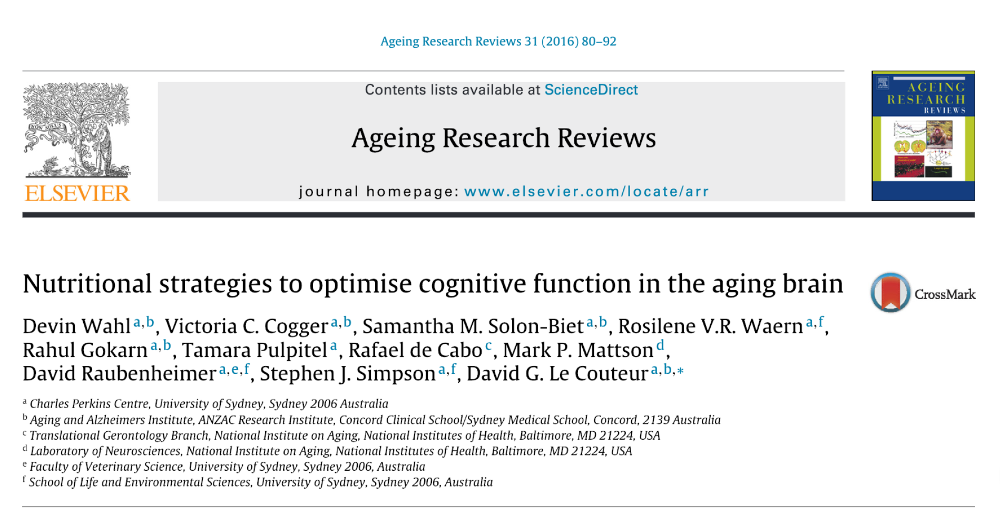 Ageing Research Reviews 31 (2016) 80–92
Contents lists available at ScienceDirect
Ageing Research Reviews
journal homepage: www.elsevier.com/locate/arr
NON SOLUS
ELSEVIER
AGEING
RESEARCH
REVIEWS
Nutritional strategies to optimise cognitive function in the aging brain
CrossMark
Devin Wahl a,b, Victoria C. Cogger a,b, Samantha M. Solon-Biet a,b, Rosilene V.R. Waern a,f,
Rahul Gokarn a,b, Tamara Pulpitel a, Rafael de Cabo c, Mark P. Mattson d,
David Raubenheimer a,e,f, Stephen J. Simpson a,f, David G. Le Couteur a,b,*
a Charles Perkins Centre, University of Sydney, Sydney 2006 Australia
b Aging and Alzheimers Institute, ANZAC Research Institute, Concord Clinical School/Sydney Medical School, Concord, 2139 Australia
c Translational Gerontology Branch, National Institute on Aging, National Institutes of Health, Baltimore, MD 21224, USA
d Laboratory of Neurosciences, National Institute on Aging, National Institutes of Health, Baltimore, MD 21224, USA
e Faculty of Veterinary Science, University of Sydney, Sydney 2006, Australia
f School of Life and Environmental Sciences, University of Sydney, Sydney 2006, Australia